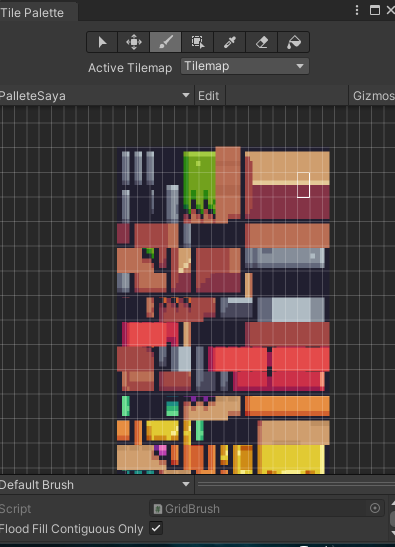 Tile Palette
Active Tilemap Tilemap
PalleteSaya Edit Gizmos
Default Brush
Script GridBrush
Flood Fill Contiguous Only